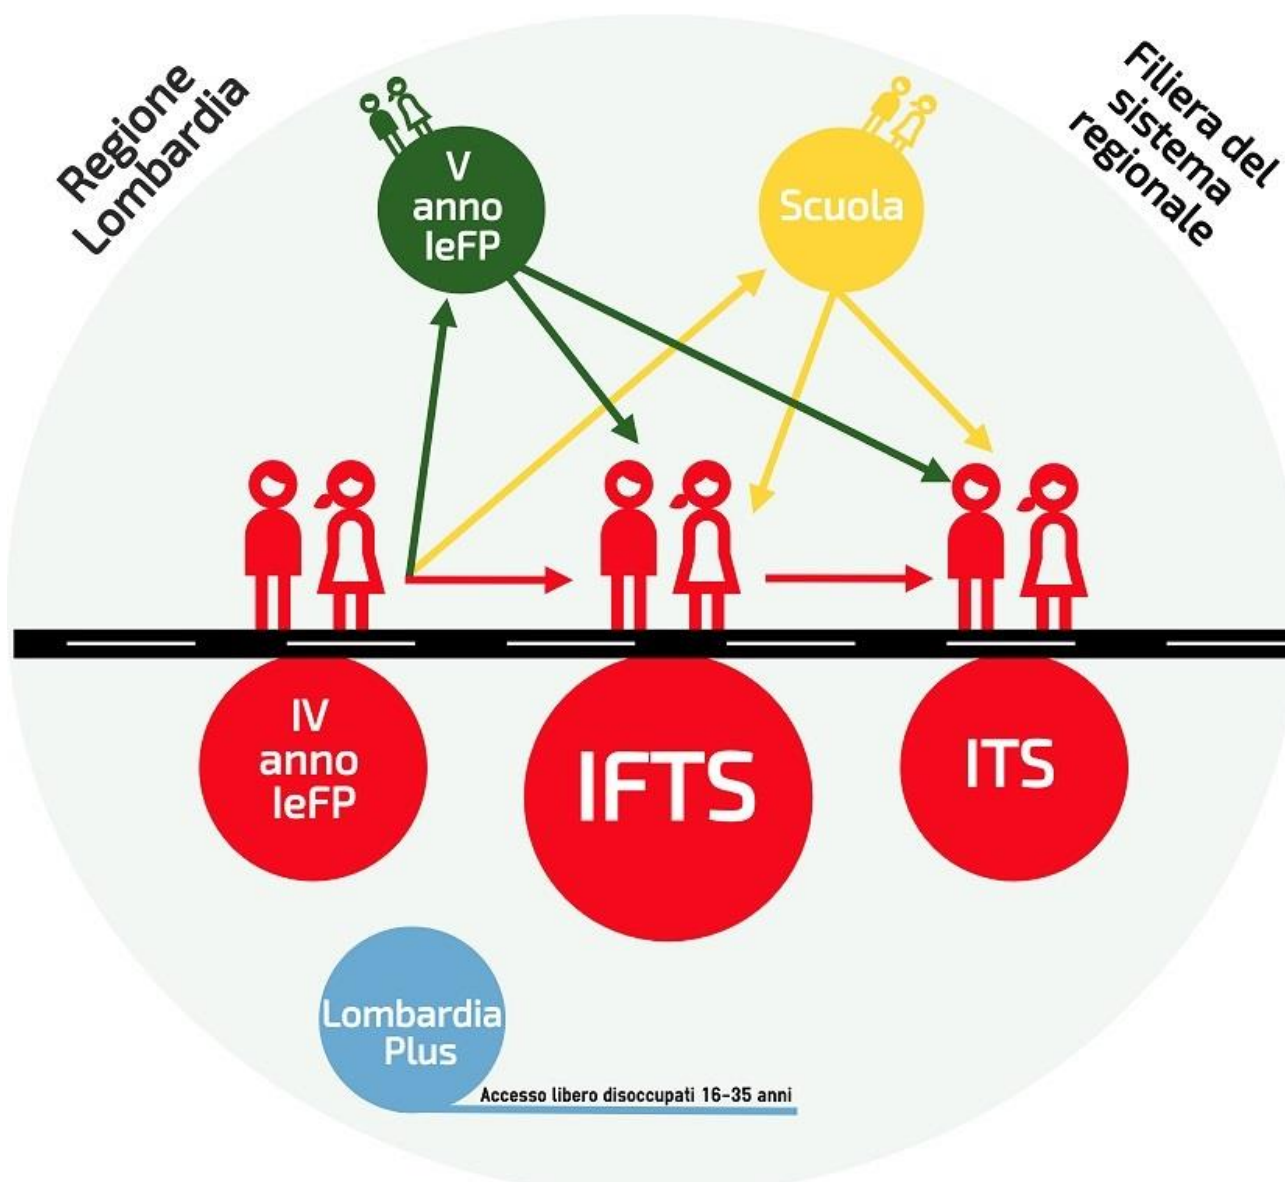 Regione
Lombardia
Filiera del
sistema
regionale
V
anno
IeFP
Scuola
IV
anno
IeFP
IFTS
ITS
Lombardia
Plus
Accesso libero disoccupati 16-35 anni